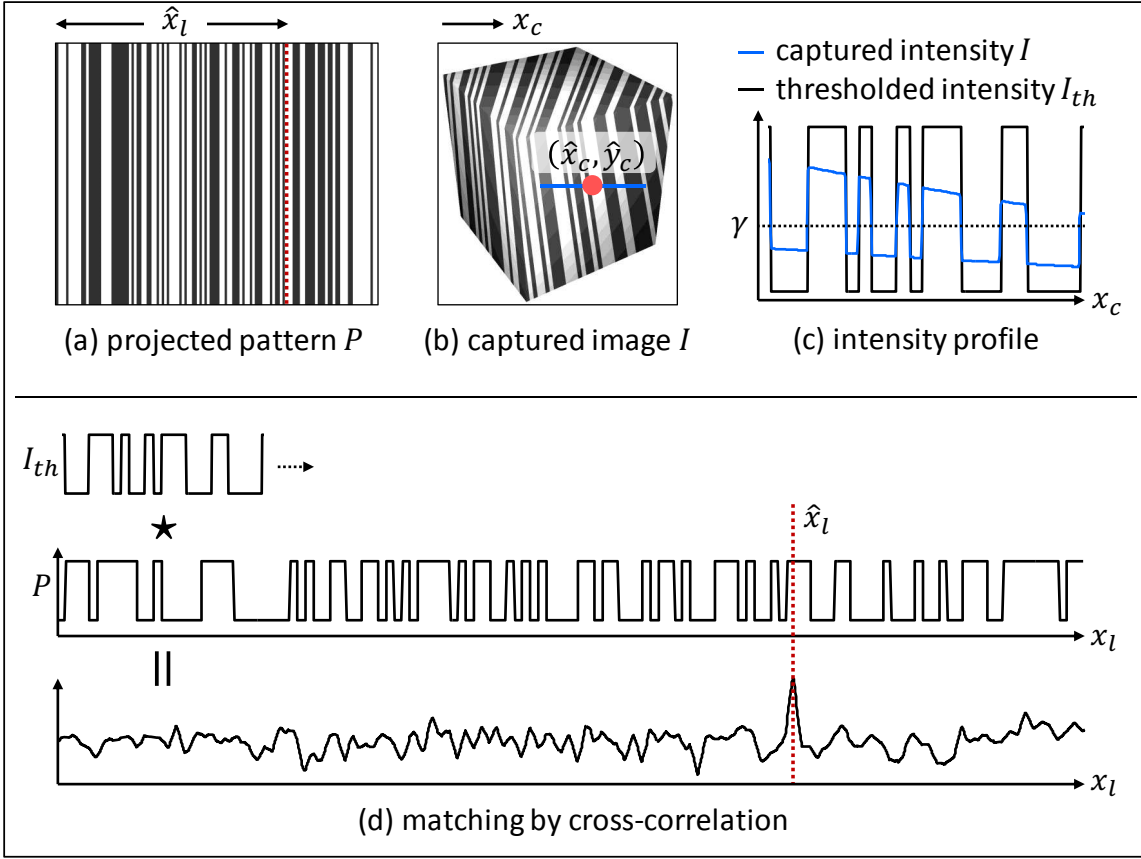 x̂_l
x_c
(x̂_c, ŷ_c)
(a) projected pattern P
(b) captured image I
captured intensity I
thresholded intensity I_th
γ
x_c
(c) intensity profile
I_th
★
x̂_l
P
x_l
=
x_l
(d) matching by cross-correlation